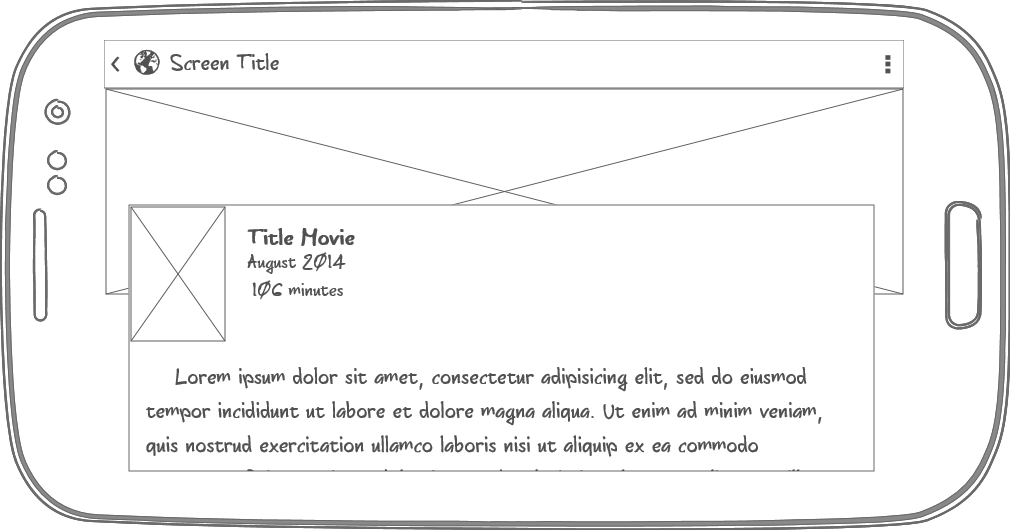 Screen Title
Title Movie
August 2014
106 minutes
Lorem ipsum dolor sit amet, consectetur adipisicing elit, sed do eiusmod
tempor incididunt ut labore et dolore magna aliqua. Ut enim ad minim veniam,
quis nostrud exercitation ullamco laboris nisi ut aliquip ex ea commodo